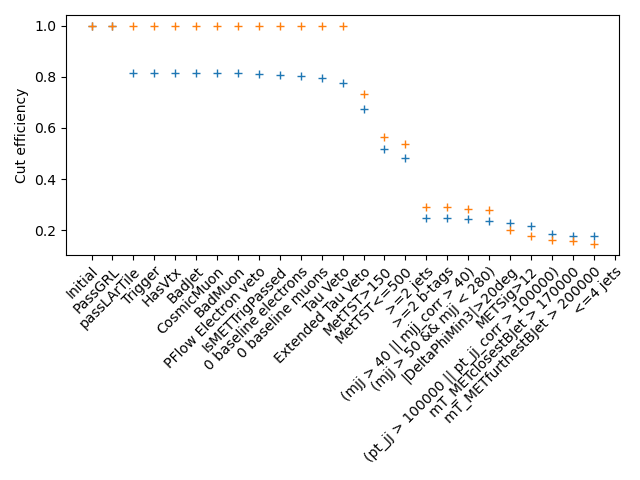 Cut efficiency
1.0
0.8
0.6
0.4
0.2
Initial
PassGRL
passLArTile
Trigger
HasVtx
BadJet
CosmicMuon
BadMuon
PFlow Electron veto
IsMETTrigPassed
0 baseline electrons
0 baseline muons
Tau Veto
Extended Tau Veto
MetTST>150
MetTST<=500
>=2 jets
>=2 b-tags
(mjj > 40 || mjj_corr > 40)
(mjj > 50 && mjj < 280)
|DeltaPhiMin3|>20deg
METSig>12
(pt_jj > 100000 || pt_jj_corr > 100000)
mT_METclosestBJet > 170000
mT_METfurthestBJet > 200000
<=4 jets